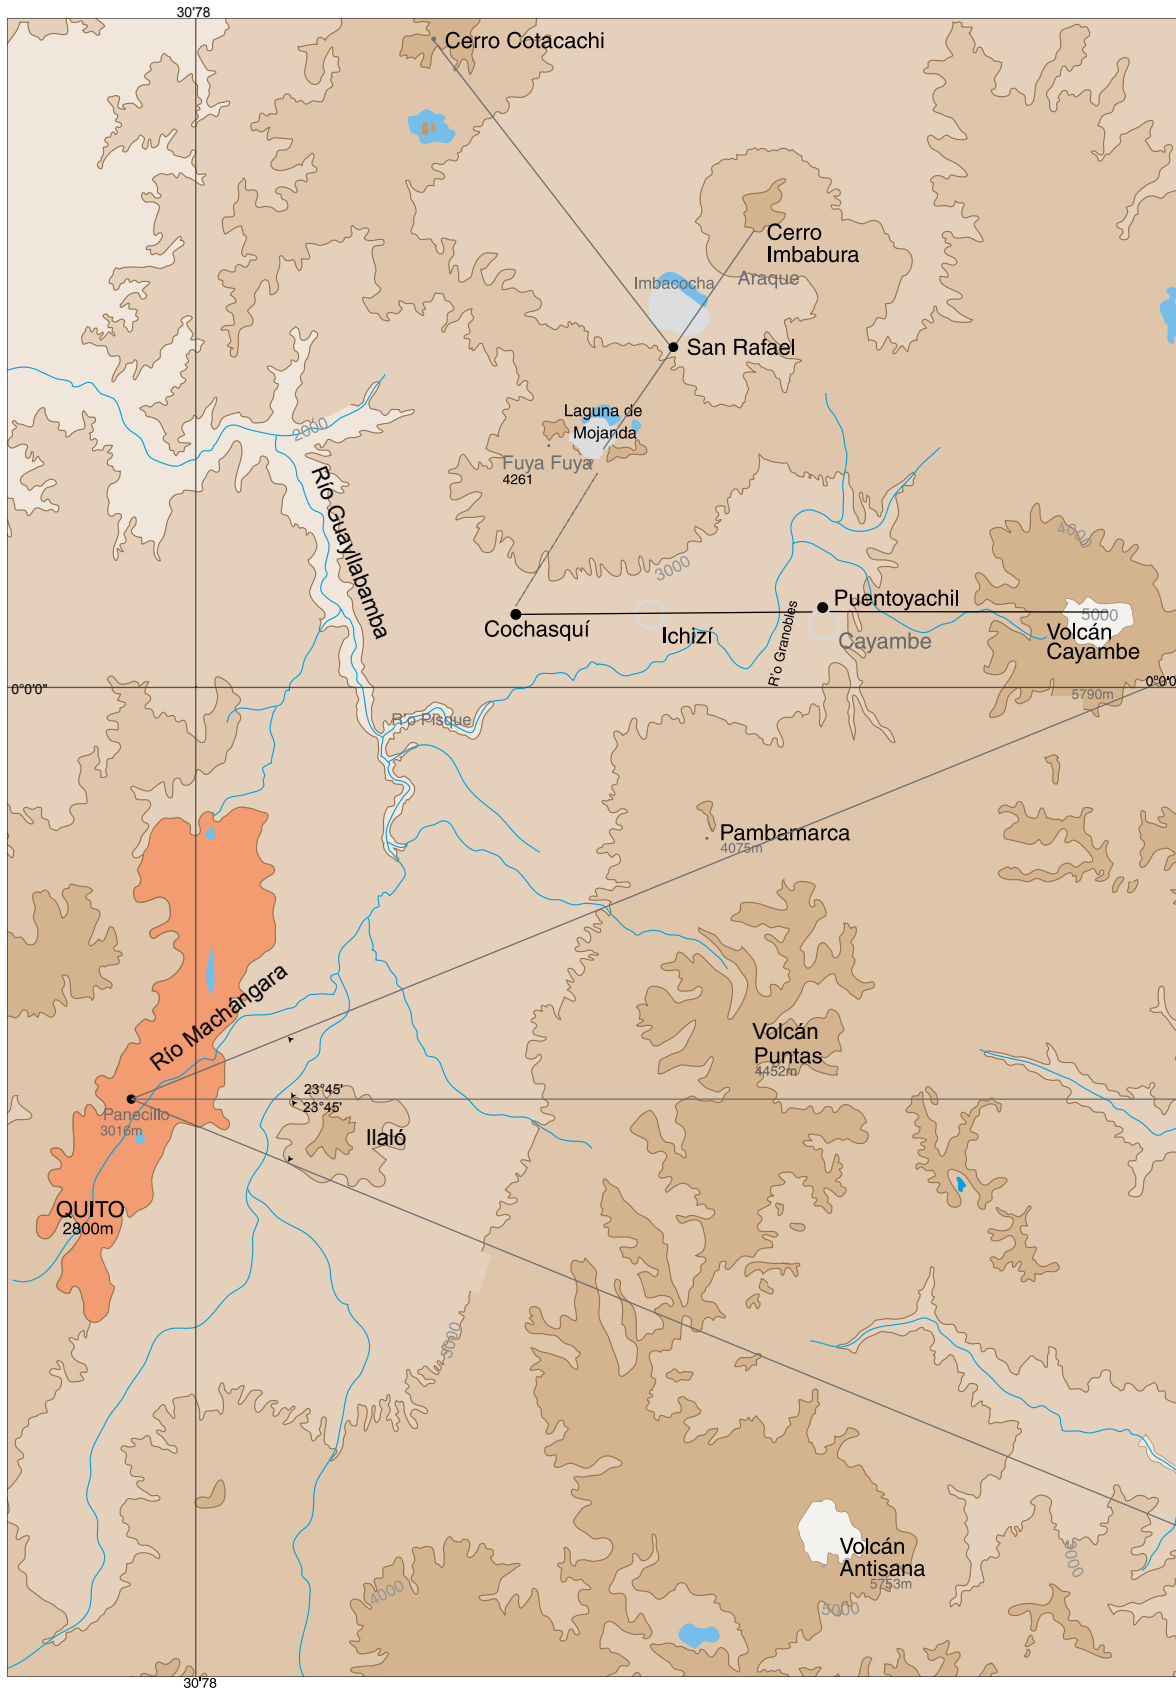 30'78
Cerro Cotacachi
Cerro
Imbabura
Imbacocha
Araque
San Rafael
Laguna de
Mojanda
2000
Fuya Fuya
4261
Río Guayllabamba
4000
3000
Puentoyachil
R'o Granobles
5000
Cochasquí
Ichizí
Cayambe
Volcán
Cayambe
0°0'0"
0°0'0
5790m
R'o Pisque
Pambamarca
4075m
Río Machángara
Volcán
Puntas
4452m
23°45'
23°45'
Panecillo
3016m
Ilaló
QUITO
2800m
3000
Volcán
Antisana
5753m
4000
5000
3000
30'78